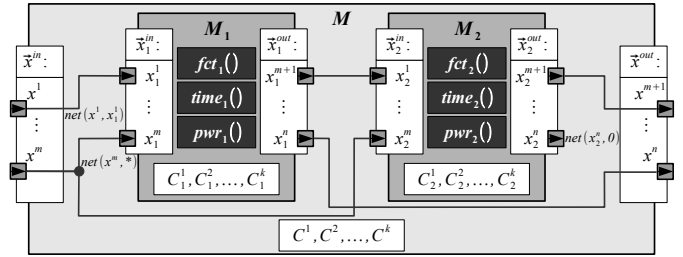 M
M₁
M₂
x⃗ⁱⁿ:
x¹
⋮
xᵐ
net(x¹, x₁¹)
net(xᵐ,*)
x⃗₁ⁱⁿ:
x₁¹
⋮
x₁ᵐ
fct₁()
time₁()
pwr₁()
x⃗₁ᵒᵘᵗ:
x₁ᵐ⁺¹
⋮
x₁ⁿ
C₁¹, C₁², ..., C₁ᵏ
x⃗₂ⁱⁿ:
x₂¹
⋮
x₂ᵐ
fct₂()
time₂()
pwr₂()
x⃗₂ᵒᵘᵗ:
x₂ᵐ⁺¹
⋮
x₂ⁿ
net(x₂ⁿ,0)
C₂¹, C₂², ..., C₂ᵏ
x⃗ᵒᵘᵗ:
xᵐ⁺¹
⋮
xⁿ
C¹, C², ..., Cᵏ